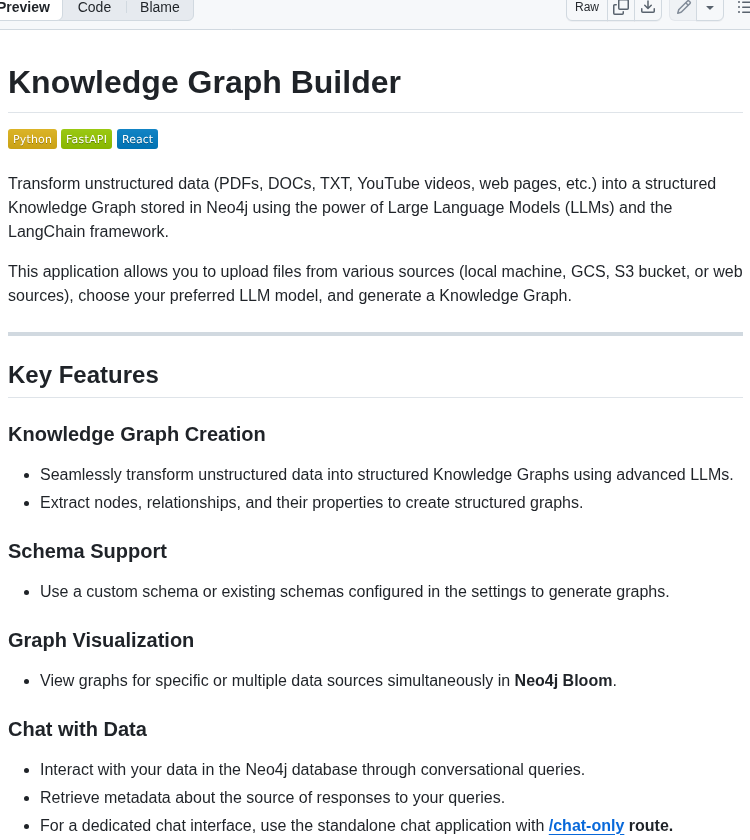 Preview Code Blame Raw
Knowledge Graph Builder
Python FastAPI React
Transform unstructured data (PDFs, DOCs, TXT, YouTube videos, web pages, etc.) into a structured
Knowledge Graph stored in Neo4j using the power of Large Language Models (LLMs) and the
LangChain framework.
This application allows you to upload files from various sources (local machine, GCS, S3 bucket, or web
sources), choose your preferred LLM model, and generate a Knowledge Graph.
Key Features
Knowledge Graph Creation
• Seamlessly transform unstructured data into structured Knowledge Graphs using advanced LLMs.
• Extract nodes, relationships, and their properties to create structured graphs.
Schema Support
• Use a custom schema or existing schemas configured in the settings to generate graphs.
Graph Visualization
• View graphs for specific or multiple data sources simultaneously in Neo4j Bloom.
Chat with Data
• Interact with your data in the Neo4j database through conversational queries.
• Retrieve metadata about the source of responses to your queries.
• For a dedicated chat interface, use the standalone chat application with /chat-only route.